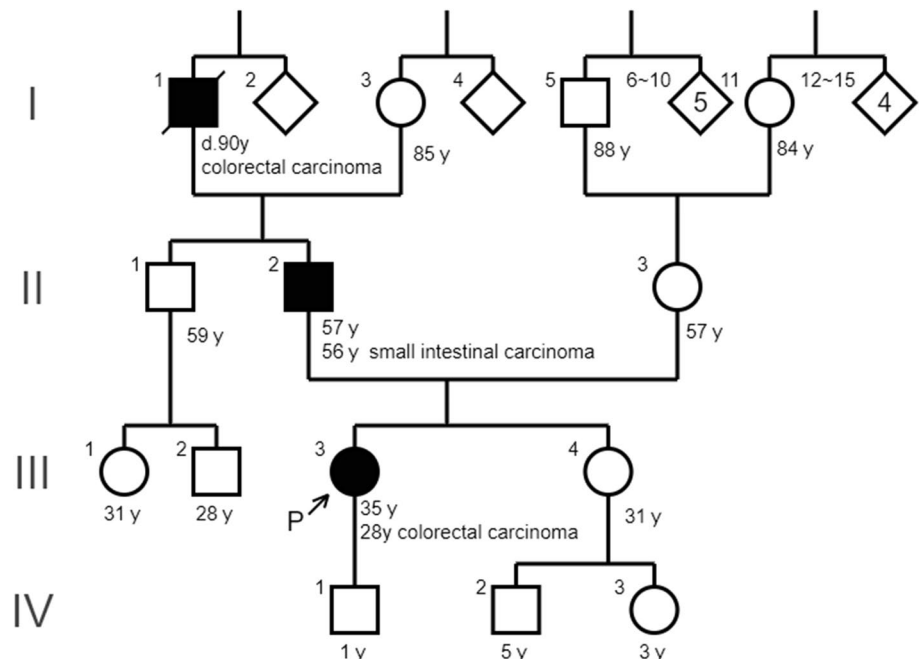 I
1
2
3
4
5
6~10
5
11
12~15
4
d.90y
colorectal carcinoma
85 y
88 y
84 y
II
1
2
3
59 y
57 y
56 y small intestinal carcinoma
57 y
III
1
2
3
4
31 y
28 y
P
35 y
28y colorectal carcinoma
31 y
IV
1
2
3
1 y
5 y
3 y